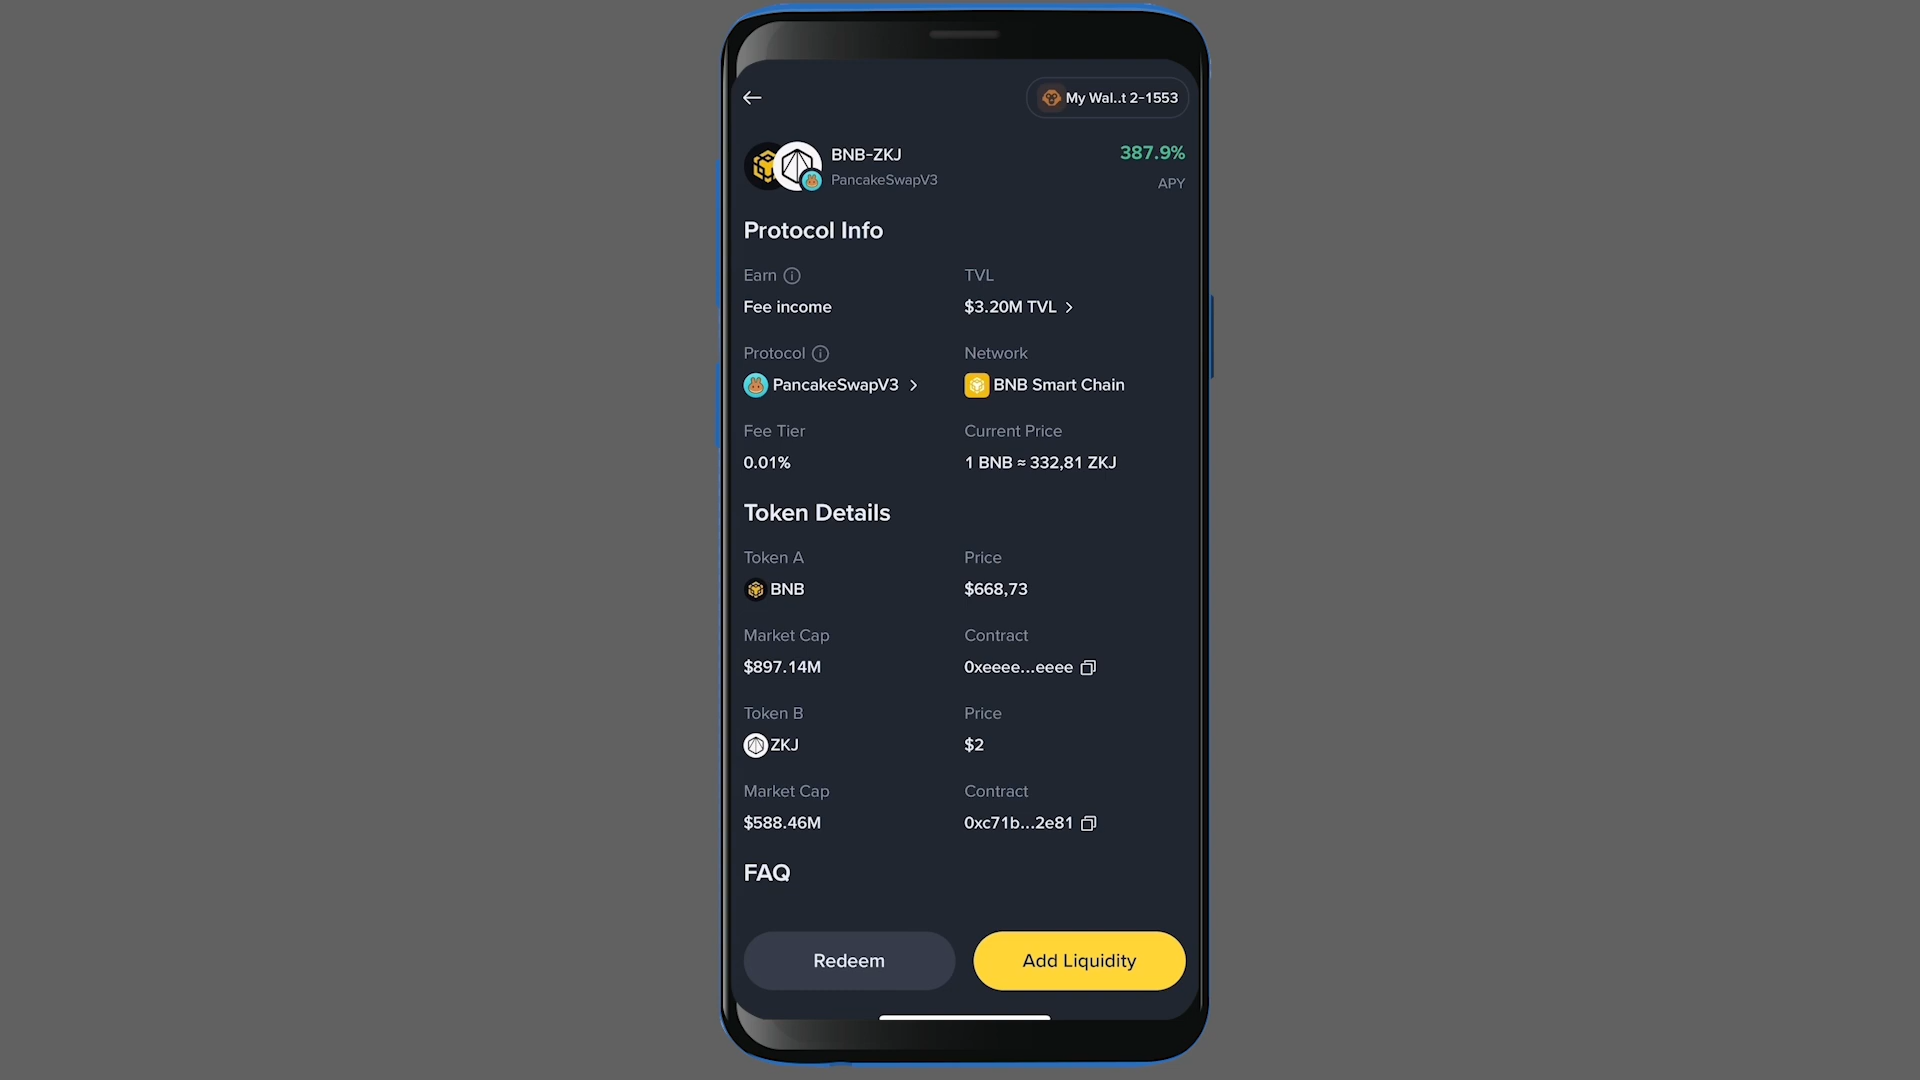 My Wal..t 2-1553
BNB-ZKJ
387.9%
PancakeSwapV3
APY
Protocol Info
Earn
TVL
Fee income
$3.20M TVL
Protocol
Network
PancakeSwapV3
BNB Smart Chain
Fee Tier
Current Price
0.01%
1 BNB ≈ 332,81 ZKJ
Token Details
Token A
Price
BNB
$668,73
Market Cap
Contract
$897.14M
0xeeee...eeee
Token B
Price
ZKJ
$2
Market Cap
Contract
$588.46M
0xc71b...2e81
FAQ
Redeem
Add Liquidity